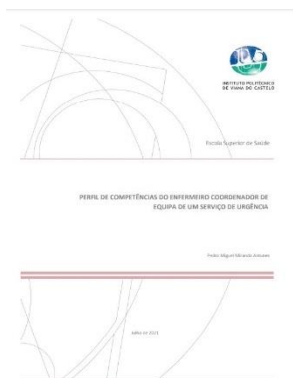 INSTITUTO POLITÉCNICO
DE VIANA DO CASTELO
Escola Superior de Saúde
PERFIL DE COMPETÊNCIAS DO ENFERMEIRO COORDENADOR DE
EQUIPA DE UM SERVIÇO DE URGÊNCIA
Pedro Miguel Miranda
de